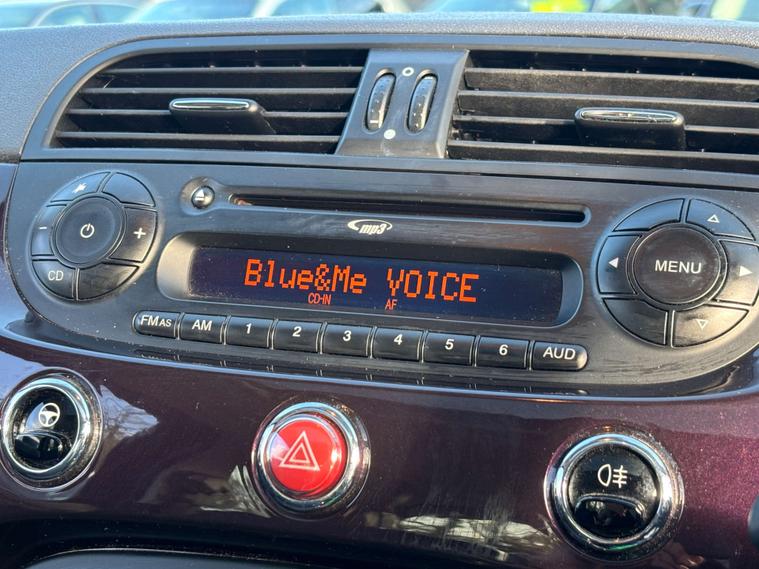 mp3
Blue&Me VOICE
CD-IN AF
- +
CD
MENU
FMAS AM 1 2 3 4 5 6 AUD